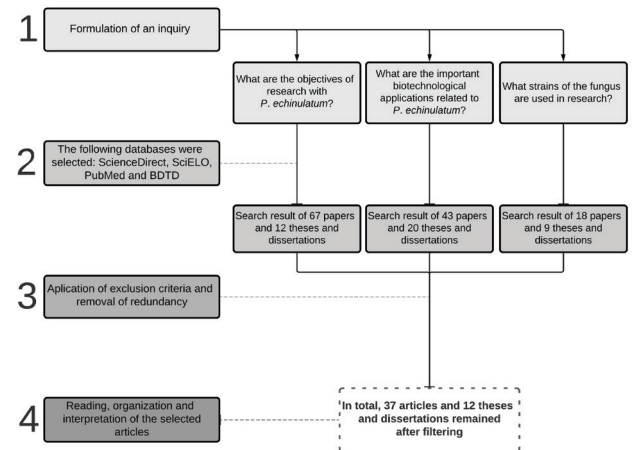 1
Formulation of an inquiry
What are the objectives of
research with
P. echinulatum?
What are the important
biotechnological
applications related to
P. echinulatum?
What strains of the fungus
are used in research?
2
The following databases were
selected: ScienceDirect, SciELO,
PubMed and BDTD
Search result of 67 papers
and 12 theses and
dissertations
Search result of 43 papers
and 20 theses and
dissertations
Search result of 18 papers
and 9 theses and
dissertations
3
Aplication of exclusion criteria and
removal of redundancy
4
Reading, organization and
interpretation of the selected
articles
In total, 37 articles and 12 theses
and dissertations remained
after filtering